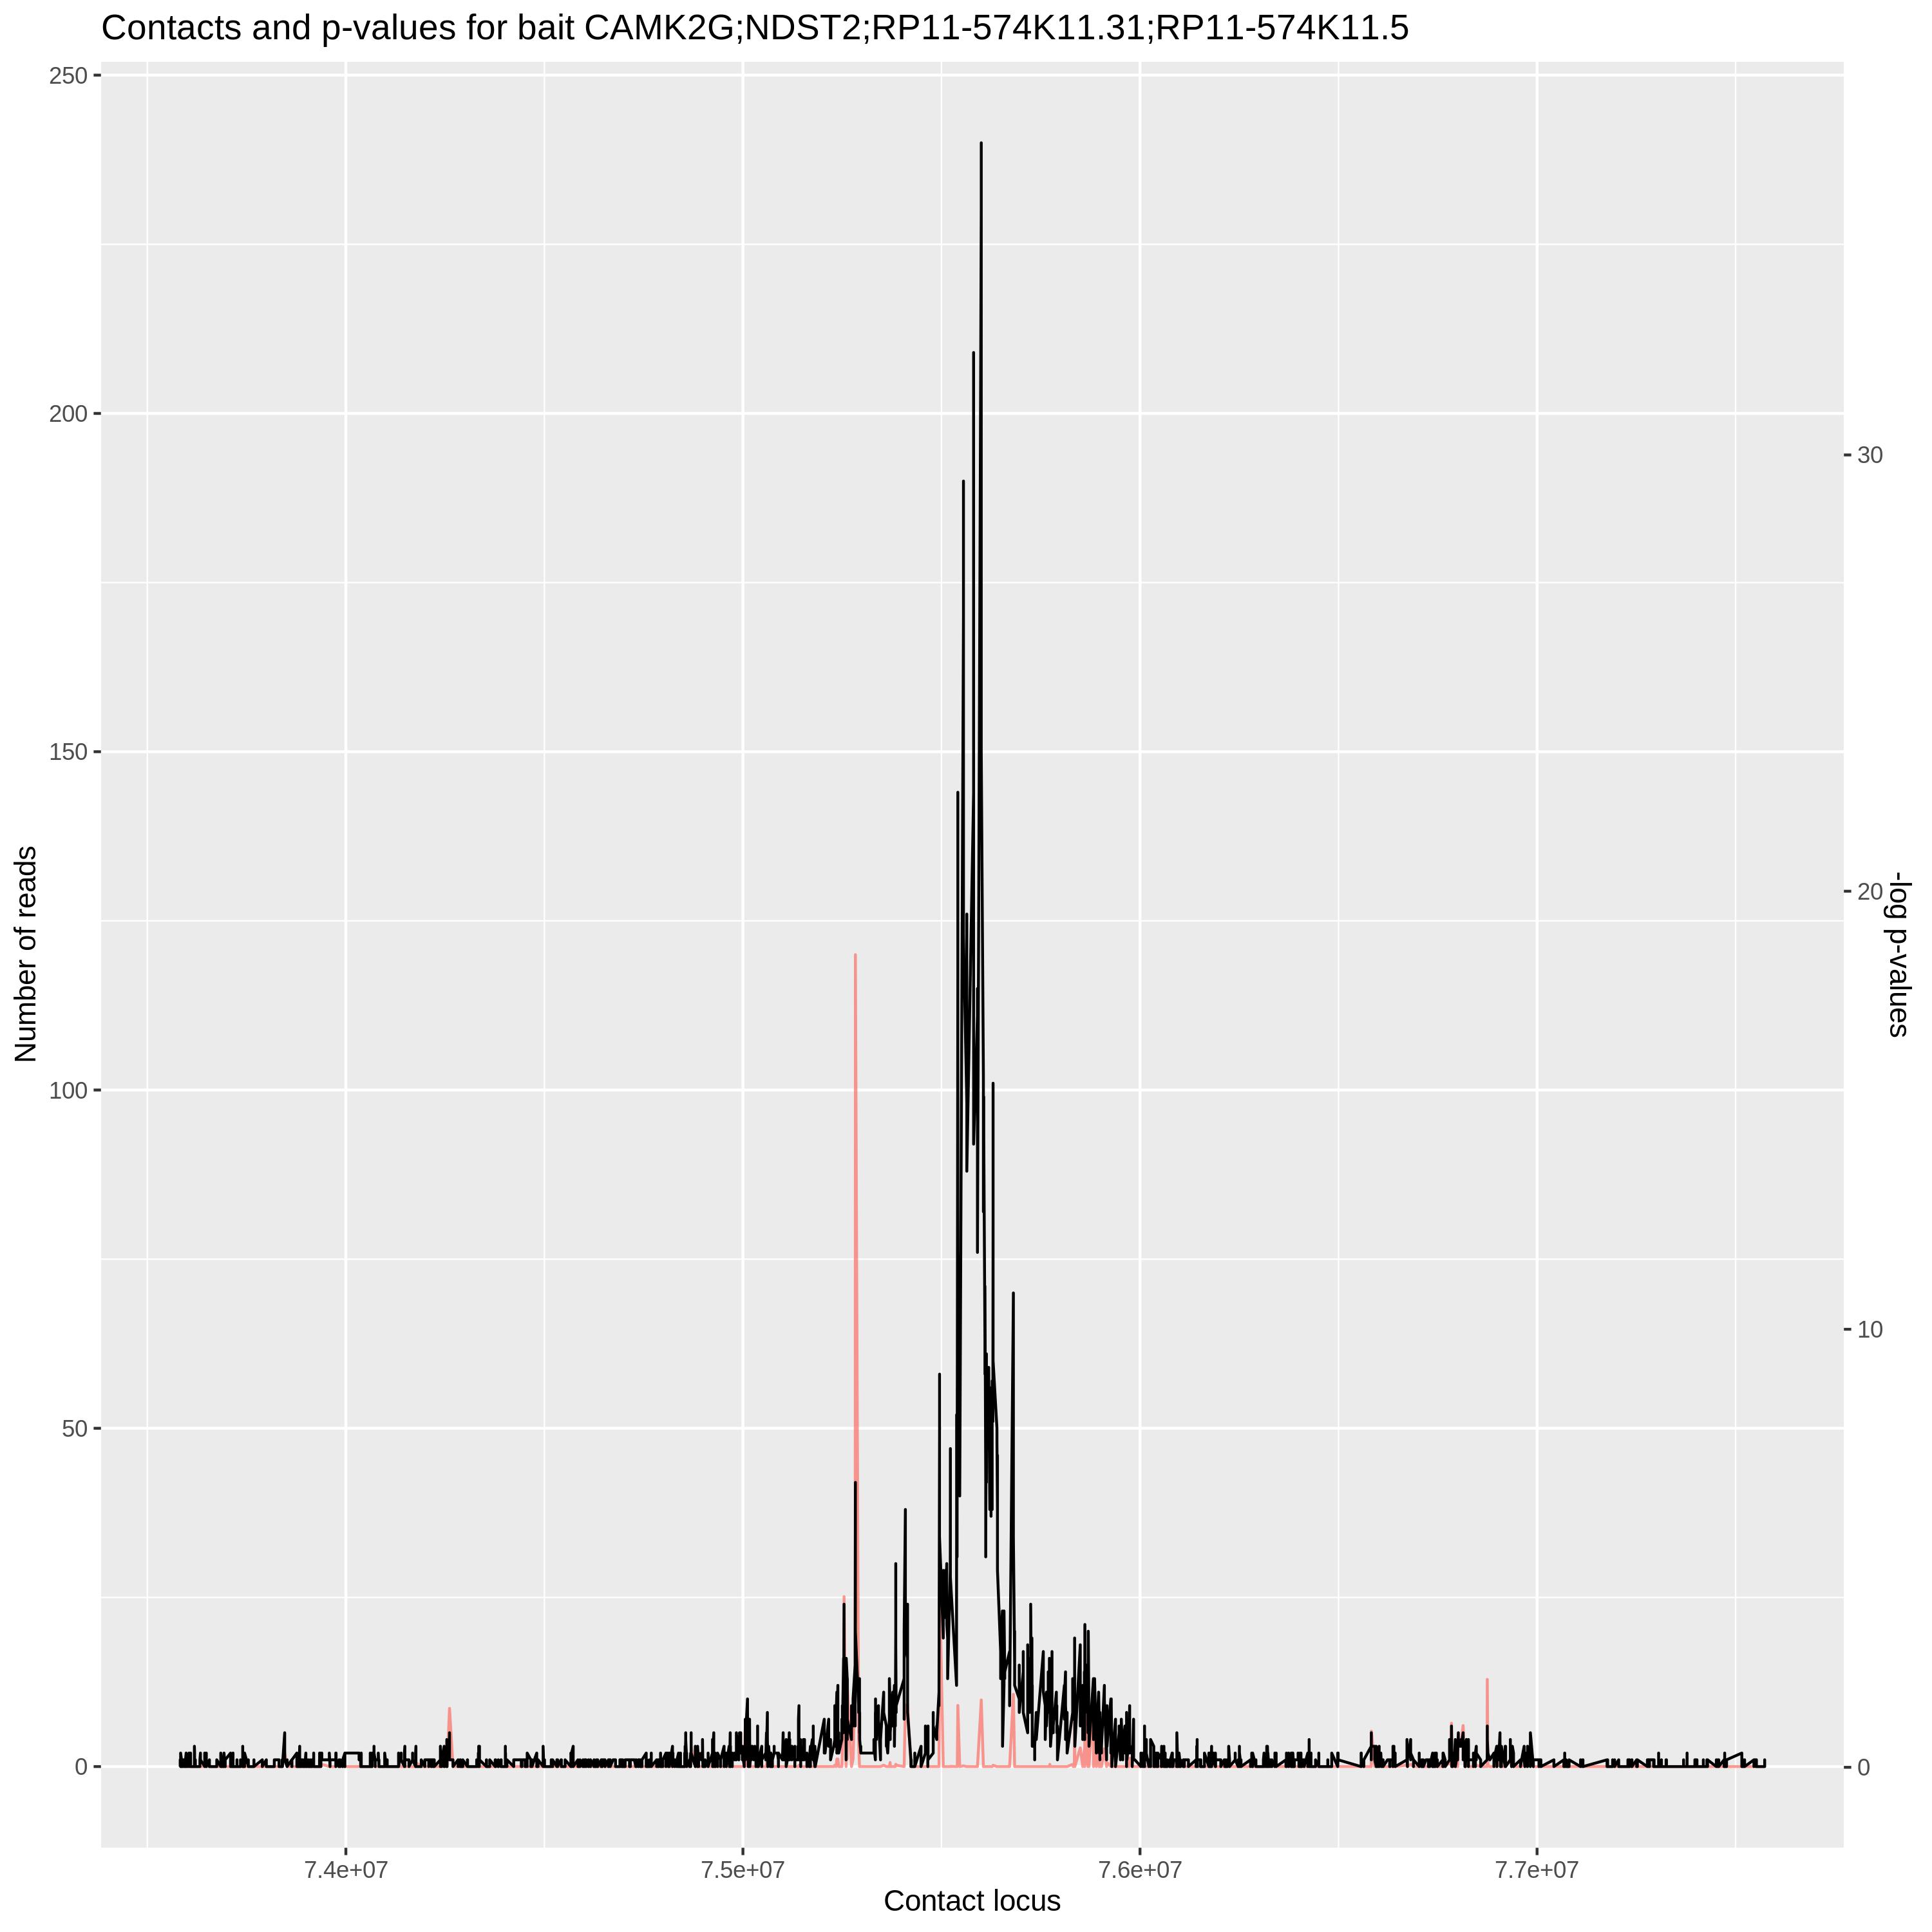 Contacts and p-values for bait CAMK2G;NDST2;RP11-574K11.31;RP11-574K11.5
250
200
150
100
50
0
Number of reads
30
20
10
0
-log p-values
7.4e+07
7.5e+07
7.6e+07
7.7e+07
Contact locus